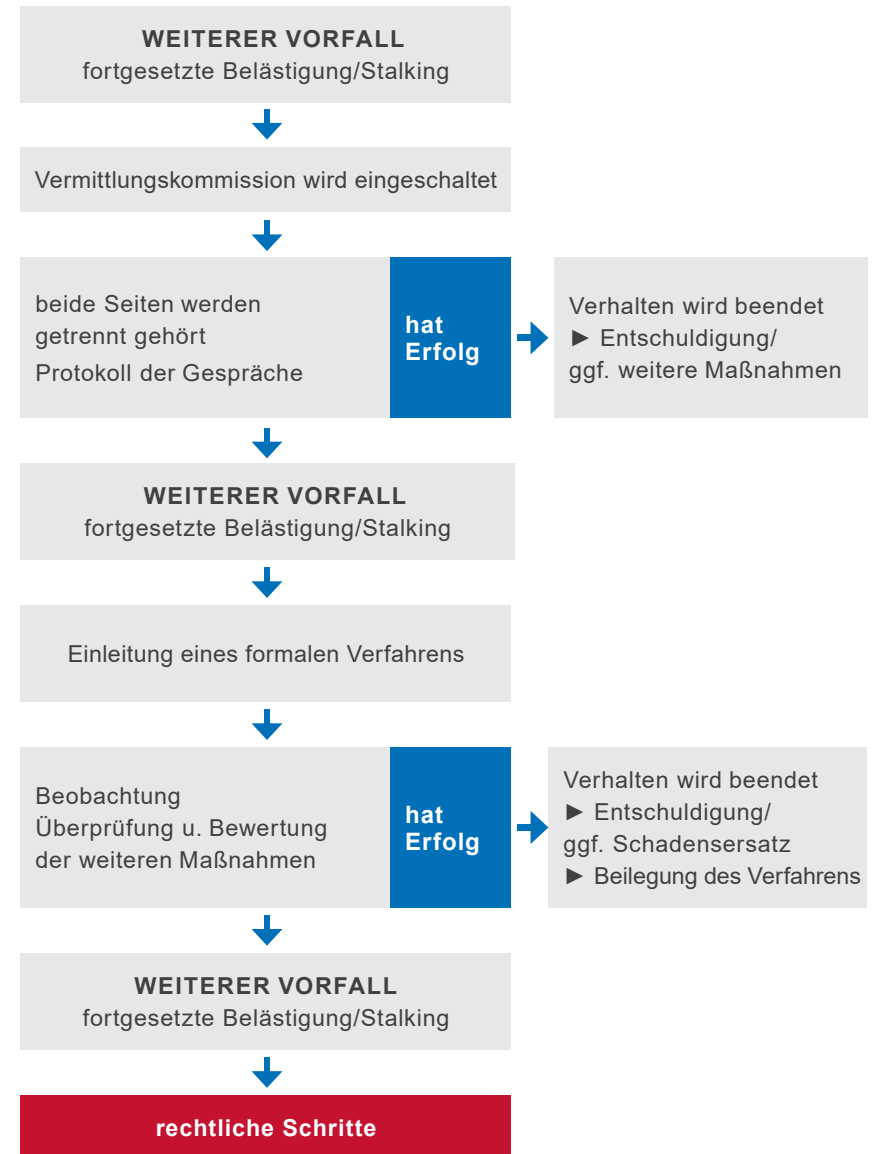 WEITERER VORFALL
fortgesetzte Belästigung/Stalking
Vermittlungskommission wird eingeschaltet
beide Seiten werden
getrennt gehört
Protokoll der Gespräche
hat
Erfolg
Verhalten wird beendet
► Entschuldigung/
ggf. weitere Maßnahmen
WEITERER VORFALL
fortgesetzte Belästigung/Stalking
Einleitung eines formalen Verfahrens
Beobachtung
Überprüfung u. Bewertung
der weiteren Maßnahmen
hat
Erfolg
Verhalten wird beendet
► Entschuldigung/
ggf. Schadensersatz
► Beilegung des Verfahrens
WEITERER VORFALL
fortgesetzte Belästigung/Stalking
rechtliche Schritte